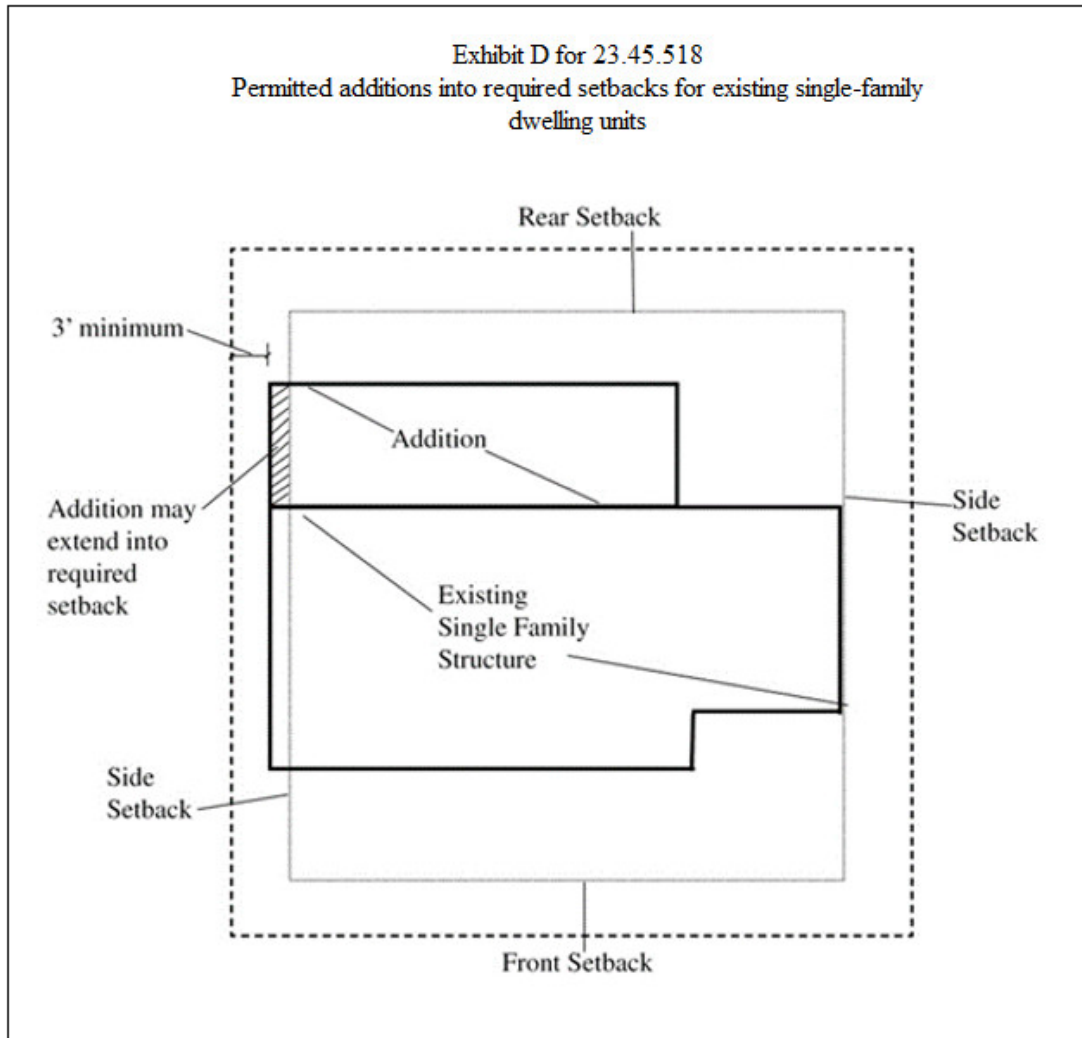 Exhibit D for 23.45.518
Permitted additions into required setbacks for existing single-family
dwelling units
Rear Setback
3’ minimum
Addition
Addition may
extend into
required
setback
Side
Setback
Existing
Single Family
Structure
Side
Setback
Front Setback